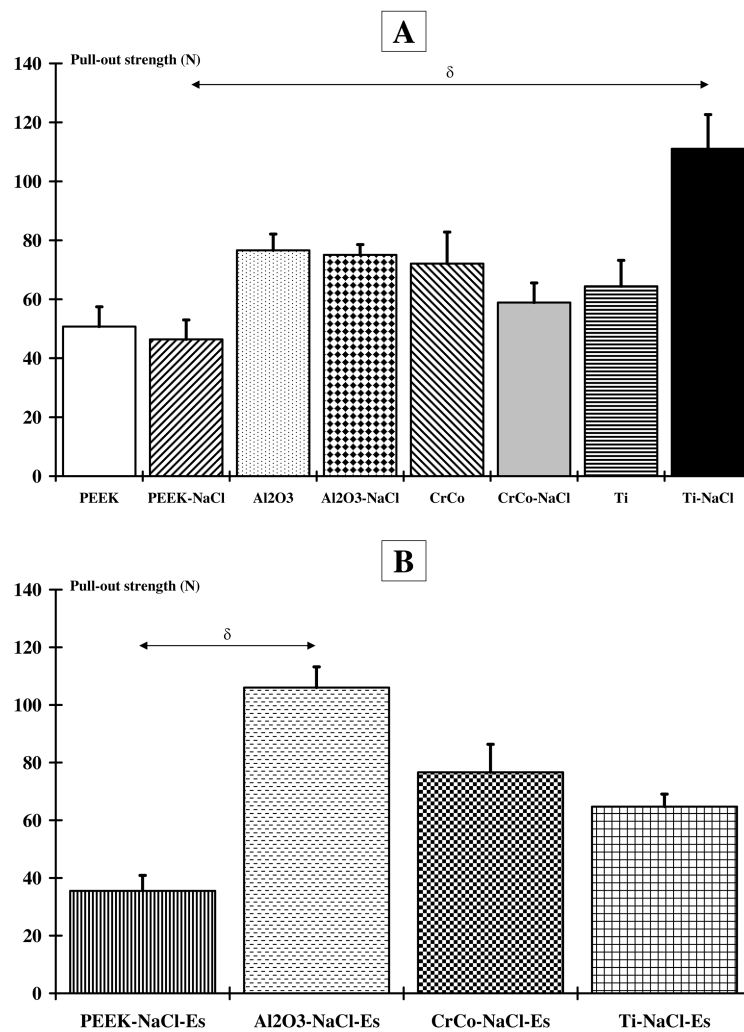 A
Pull-out strength (N)
140
δ
120
100
80
60
40
20
0
PEEK PEEK-NaCl Al2O3 Al2O3-NaCl CrCo CrCo-NaCl Ti Ti-NaCl
B
Pull-out strength (N)
140
δ
120
100
80
60
40
20
0
PEEK-NaCl-Es Al2O3-NaCl-Es CrCo-NaCl-Es Ti-NaCl-Es